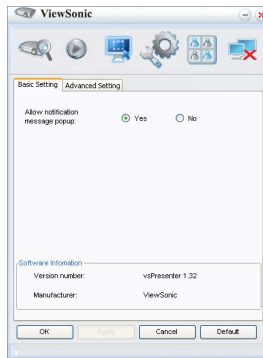 ViewSonic
Basic Setting Advanced Setting
Allow notification
message popup: Yes No
Software Infomation
Version number: vsPresenter 1.32
Manufacturer: ViewSonic
OK Apply Cancel Default